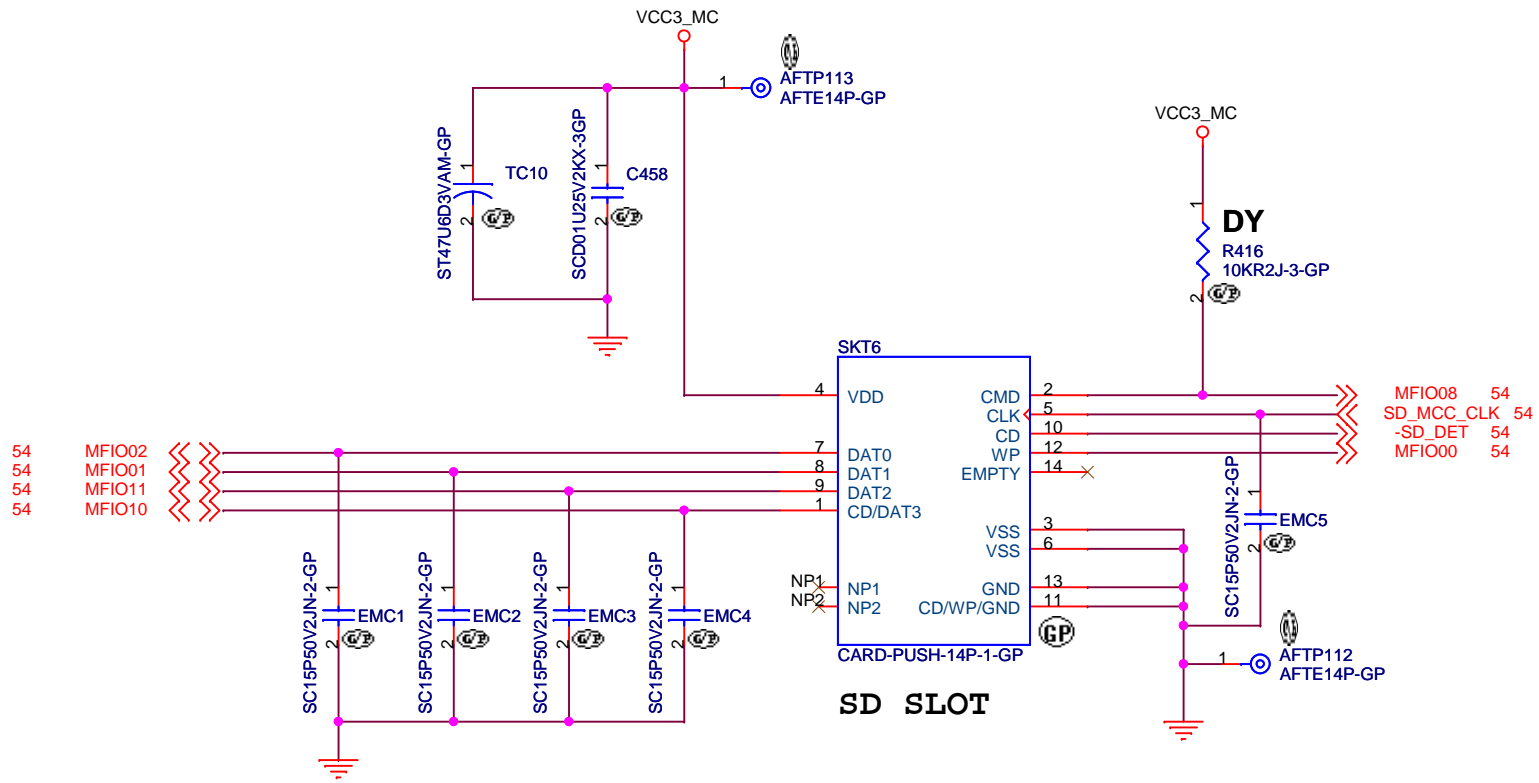 VCC3_MC
1
AFTP113
AFTE14P-GP
ST47U6D3VAM-GP
1
TC10
2
G/P
SCD01U25V2KX-3GP
1
C458
2
G/P
VCC3_MC
1
DY
R416
10KR2J-3-GP
2
G/P
SKT6
4 VDD
CMD 2
MFIO08 54
CLK 5
SD_MCC_CLK 54
CD 10
-SD_DET 54
WP 12
MFIO00 54
EMPTY 14
54 MFIO02
7 DAT0
54 MFIO01
8 DAT1
54 MFIO11
9 DAT2
54 MFIO10
1 CD/DAT3
VSS 3
VSS 6
NP1 NP1
NP2 NP2
GND 13
CD/WP/GND 11
GP
CARD-PUSH-14P-1-GP
SD SLOT
SC15P50V2JN-2-GP
1
EMC1
2
G/P
SC15P50V2JN-2-GP
1
EMC2
2
G/P
SC15P50V2JN-2-GP
1
EMC3
2
G/P
SC15P50V2JN-2-GP
1
EMC4
2
G/P
SC15P50V2JN-2-GP
1
EMC5
2
G/P
1
AFTP112
AFTE14P-GP